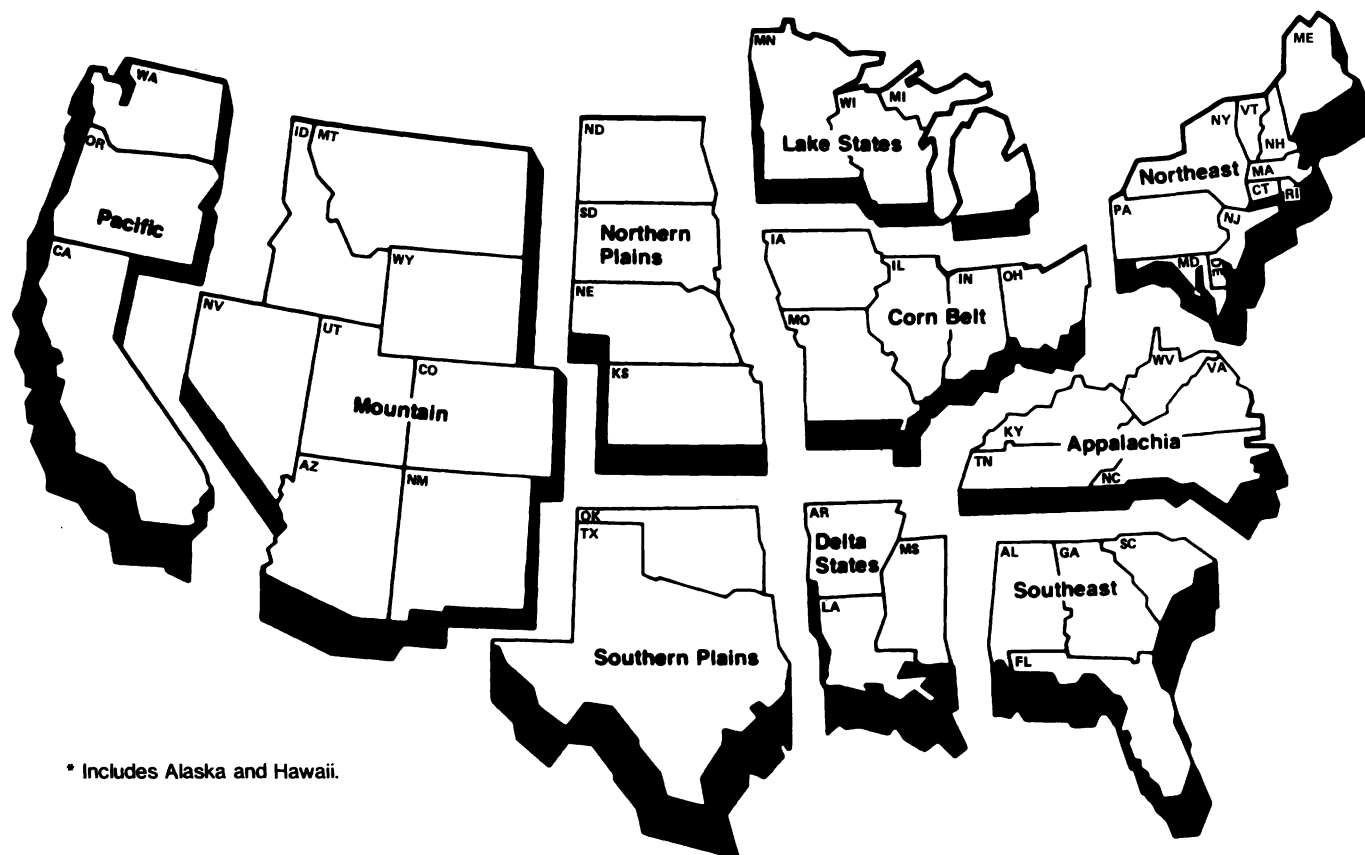 WA
OR
Pacific
CA
ID
MT
WY
NV
UT
CO
Mountain
AZ
NM
ND
SD
Northern
Plains
NE
KS
OK
TX
Southern Plains
MN
WI
MI
Lake States
IA
IL
IN
OH
MO
Corn Belt
AR
Delta
States
MS
LA
ME
NY
VT
NH
Northeast
MA
CT
RI
PA
NJ
MD
DE
WV
VA
KY
Appalachia
TN
NC
AL
GA
SC
Southeast
FL
* Includes Alaska and Hawaii.